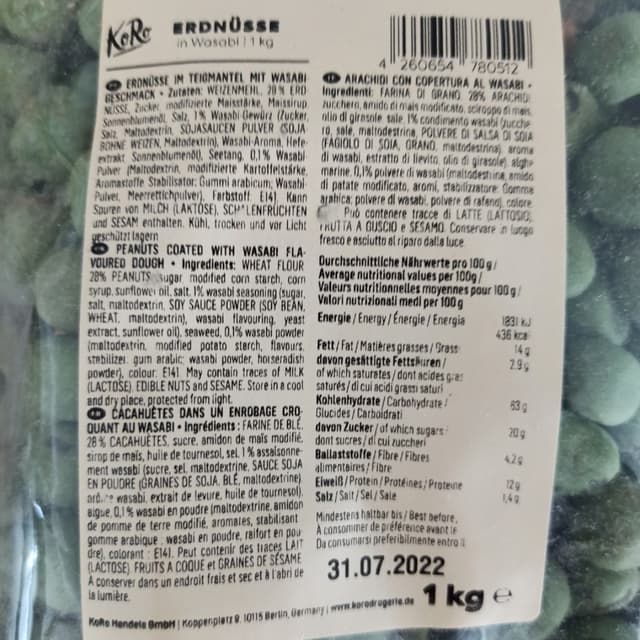 KoRo
ERDNÜSSE
in Wasabi | 1 kg
4 260654 780512
ERDNÜSSE IM TEIGMANTEL MIT WASABI
GESCHMACK • Zutaten: WEIZENMEHL, 28% ERD
NÜSSE, Zucker, modifizierte Maisstärke, Maissirup
Sonnenblumenöl, Salz, 1% Wasabi-Gewürz (Zucker,
Salz, Maltodextrin, SOJASAUCEN PULVER (SOJA
BOHNE WEIZEN, Maltodextrin), Wasabi-Aroma, Hefe-
extrakt Sonnenblumenöl), Seetang, 0,1% Wasabi
Pulver (Maltodextrin, modifizierte Kartoffelstärke,
Aromastoffe Stabilisator: Gummi arabicum; Wasabi-
Pulver, Meerrettichpulver), Farbstoff: E141. Kann
Spuren von MILCH (LAKTOSE), SCH LENFRÜCHTEN
und SESAM enthalten. Kühl, trocken und vor Licht
geschützt lagern
PEANUTS COATED WITH WASABI FLA-
VOURED DOUGH • Ingredients: WHEAT FLOUR
28% PEANUTS sugar, modified corn starch, corn
syrup, sunflower oil, salt, 1% wasabi seasoning (sugar,
salt, maltodextrin, SOY SAUCE POWDER (SOY BEAN,
WHEAT, maltodextrin), wasabi flavouring, yeast
extract, sunflower oil), seaweed, 0,1% wasabi powder
(maltodextrin, modified potato starch, flavours,
stabilizer: gum arabic; wasabi powder, horseradish
powder), colour: E141. May contain traces of MILK
(LACTOSE), EDIBLE NUTS and SESAME. Store in a cool
and dry place, protected from light.
CACAHUÈTES DANS UN ENROBAGE CRO-
QUANT AU WASABI • Ingrédients: FARINE DE BLÉ,
28% CACAHUÈTES, sucre, amidon de maïs modifié,
sirop de maïs, huile de tournesol, sel, 1% assaisonne-
ment wasabi (sucre, sel, maltodextrine, SAUCE SOJA
EN POUDRE (GRAINES DE SOJA, BLÉ, maltodextrine)
wasabi, extrait de levure, huile de tournesol),
algue, 0,1% wasabi en poudre (maltodextrine, amidon
de pomme de terre modifié, aromates, stabilisant
gomme arabique; wasabi en poudre, raifort en pou-
dre), colorant: E141. Peut contenir des traces LAIT
(LACTOSE) FRUITS A COQUE et GRAINES DE SÉSAME
À conserver dans un endroit frais et sec et à l'abri de
la lumière.
ARACHIDI CON COPERTURA AL WASABI •
Ingredienti: FARINA DI GRANO, 28% ARACHIDI
zucchero, amido di mais modificato, sciroppo di mais,
olio di girasole sale 1% condimento wasabi (zucche-
ro, sale, maltodestrina, POLVERE DI SALSA DI SOIA
(FAGIOLO DI SOIA, GRANO, maltodestrina), aroma
di wasabi, estratto di lievito, olio di girasole), alghe
marine, 0,1% polvere di wasabi (maltodestrina, amido
di patate modificato, aromi, stabilizzatore: Gomma
arabica; polvere di wasabi, polvere di rafano), colore
Può contenere tracce di LATTE (LATTOSIO),
FRUTTA A GUSCIO e SESAMO. Conservare in luogo
fresco e asciutto al riparo dalla luce.
Durchschnittliche Nährwerte pro 100 g /
Average nutritional values per 100g /
Valeurs nutritionnelles moyennes pour 100 g /
Valori nutrizionali medi per 100 g
Energie / Energy / Énergie / Energia 1831 kJ
436 kcal
Fett / Fat / Matières grasses / Grassi 14 g
davon gesättigte Fettsäuren / 2.9 g
of which saturates / dont acides gras
saturés / di cui acidi grassi saturi
Kohlenhydrate / Carbohydrate / 63 g
Glucides / Carboidrati
davon Zucker / of which sugars 20 g
dont sucres / di cui zuccheri
Ballaststoffe / Fibre / Fibres 4.2 g
alimentaires / Fibre
Eiweiß / Protein / Protéines / Proteine 12 g
Salz / Salt / Sel / Sale 1,4 g
Mindestens haltbar bis / Best before,
À consommer de préférence avant le
Da consumarsi preferibilmente entro il
31.07.2022
KoRo Handels GmbH | Koppenplatz 9, 10115 Berlin, Germany | www.korodrogerie.de 1 kg e